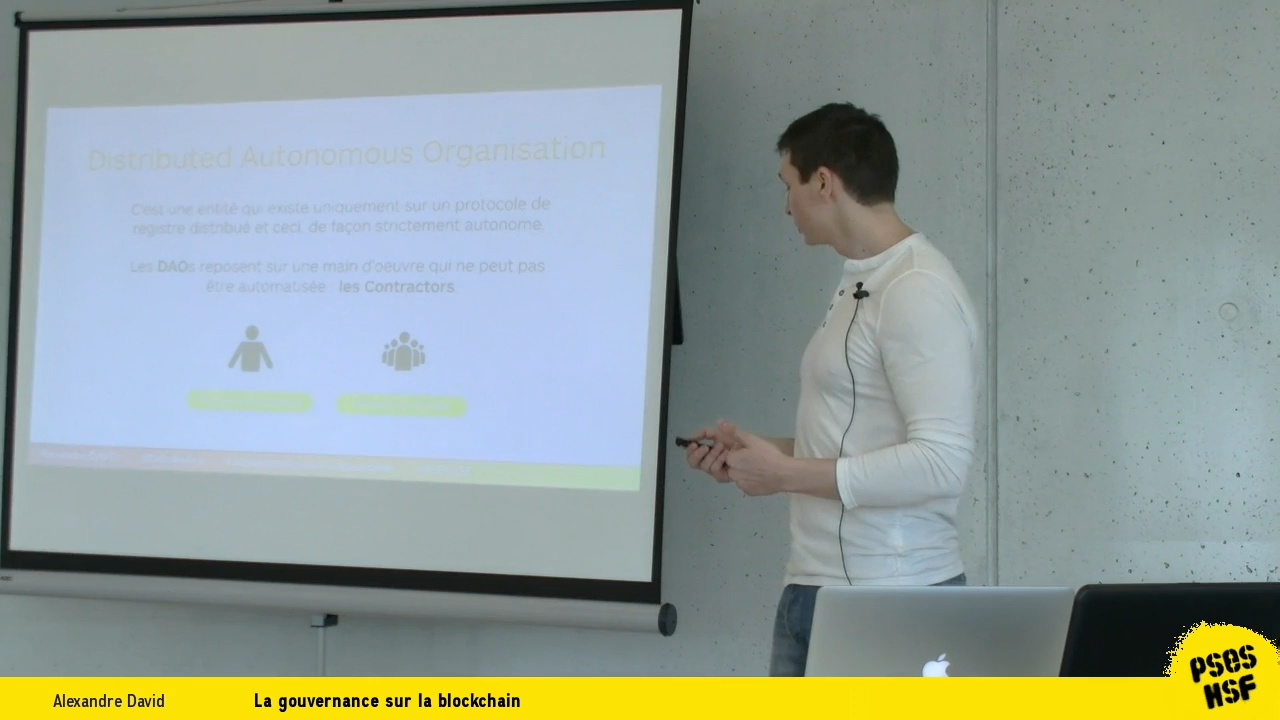 Distributed Autonomous Organisation
C'est une entité qui existe uniquement sur un protocole de
registre distribué et ceci, de façon strictement autonome.
Les DAOs reposent sur une main d'oeuvre qui ne peut pas
être automatisée les Contractors.
Alexandre David La gouvernance sur la blockchain
PSES
HSF